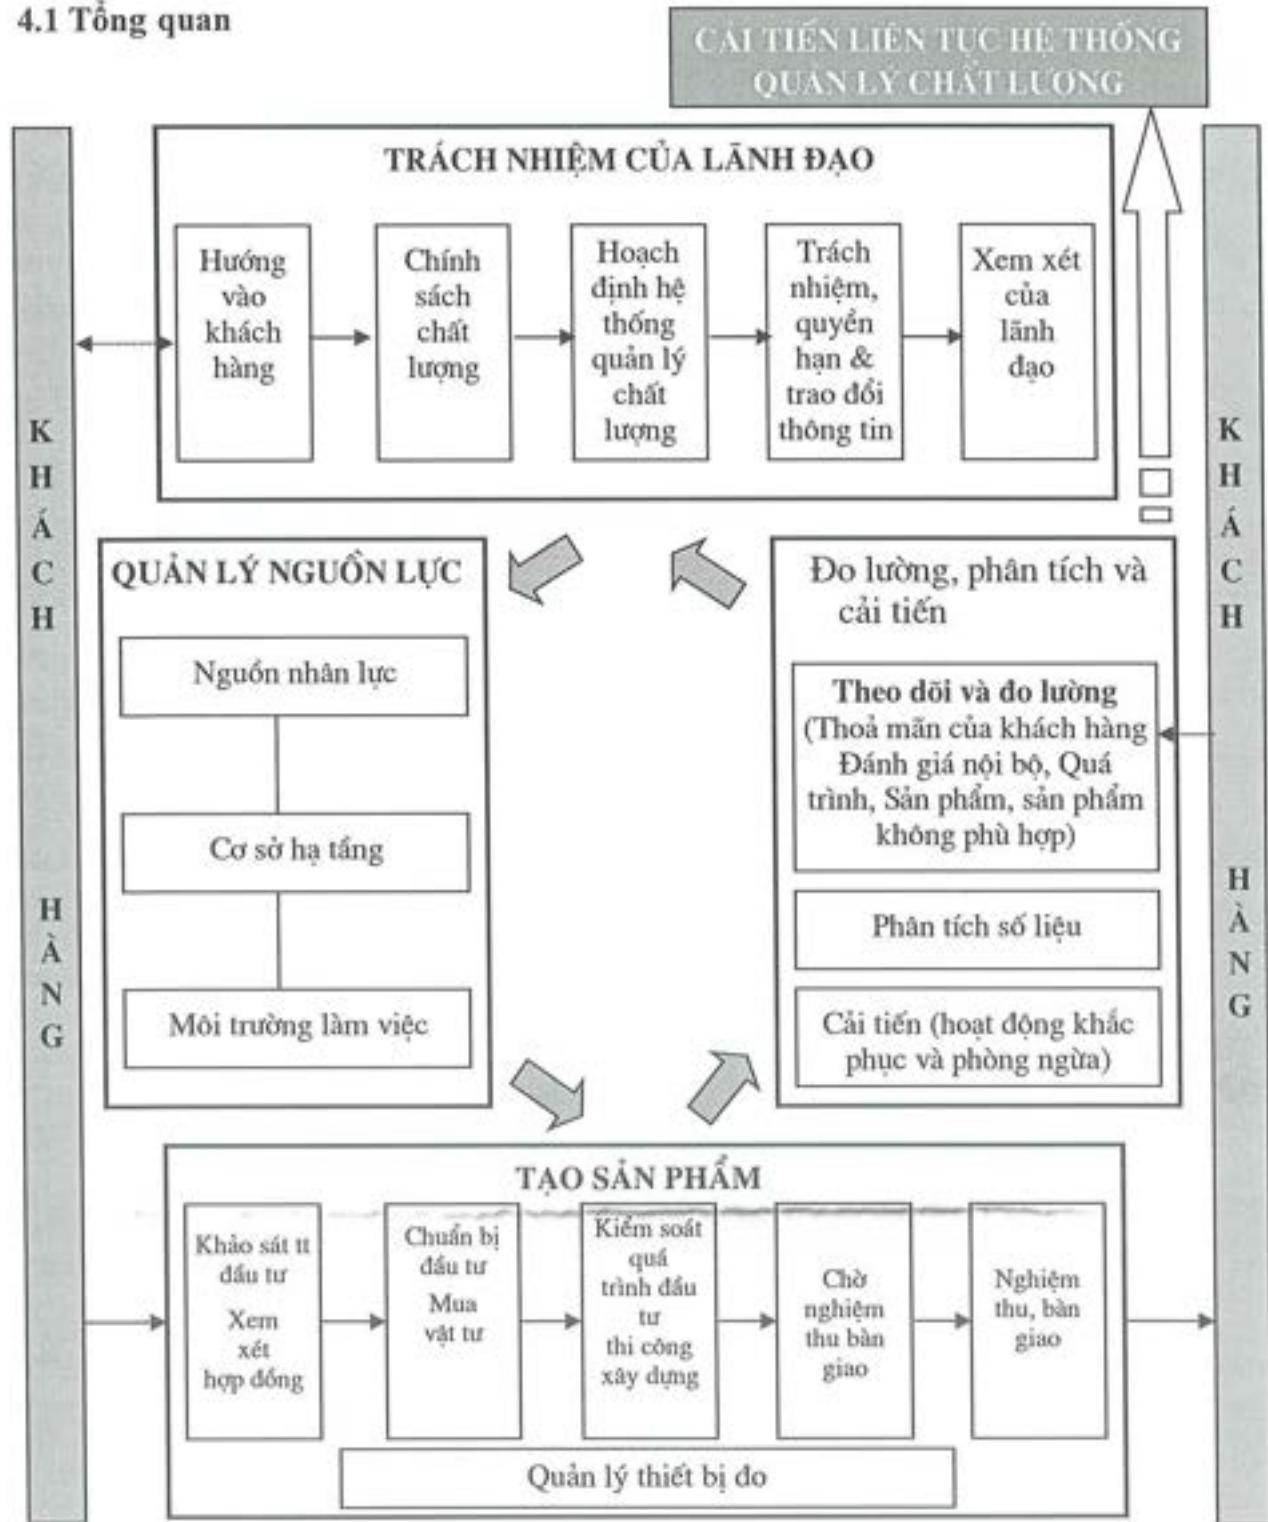 4.1 Tổng quan
CẢI TIẾN LIÊN TỤC HỆ THỐNG
QUẢN LÝ CHẤT LƯỢNG
TRÁCH NHIỆM CỦA LÃNH ĐẠO
Hướng
vào
khách
hàng
Chính
sách
chất
lượng
Hoạch
định hệ
thống
quản lý
chất
lượng
Trách
nhiệm,
quyền
hạn &
trao đổi
thông tin
Xem xét
của
lãnh
đạo
K
H
Á
C
H
H
À
N
G
QUẢN LÝ NGUỒN LỰC
Nguồn nhân lực
Cơ sở hạ tầng
Môi trường làm việc
Đo lường, phân tích và
cải tiến
Theo dõi và đo lường
(Thoả mãn của khách hàng
Đánh giá nội bộ, Quá
trình, Sản phẩm, sản phẩm
không phù hợp)
Phân tích số liệu
Cải tiến (hoạt động khắc
phục và phòng ngừa)
K
H
Á
C
H
H
À
N
G
TẠO SẢN PHẨM
Khảo sát tt
đầu tư
Xem
xét
hợp đồng
Chuẩn bị
đầu tư
Mua
vật tư
Kiểm soát
quá
trình đầu
tư
thi công
xây dựng
Chờ
nghiệm
thu bàn
giao
Nghiệm
thu, bàn
giao
Quản lý thiết bị đo